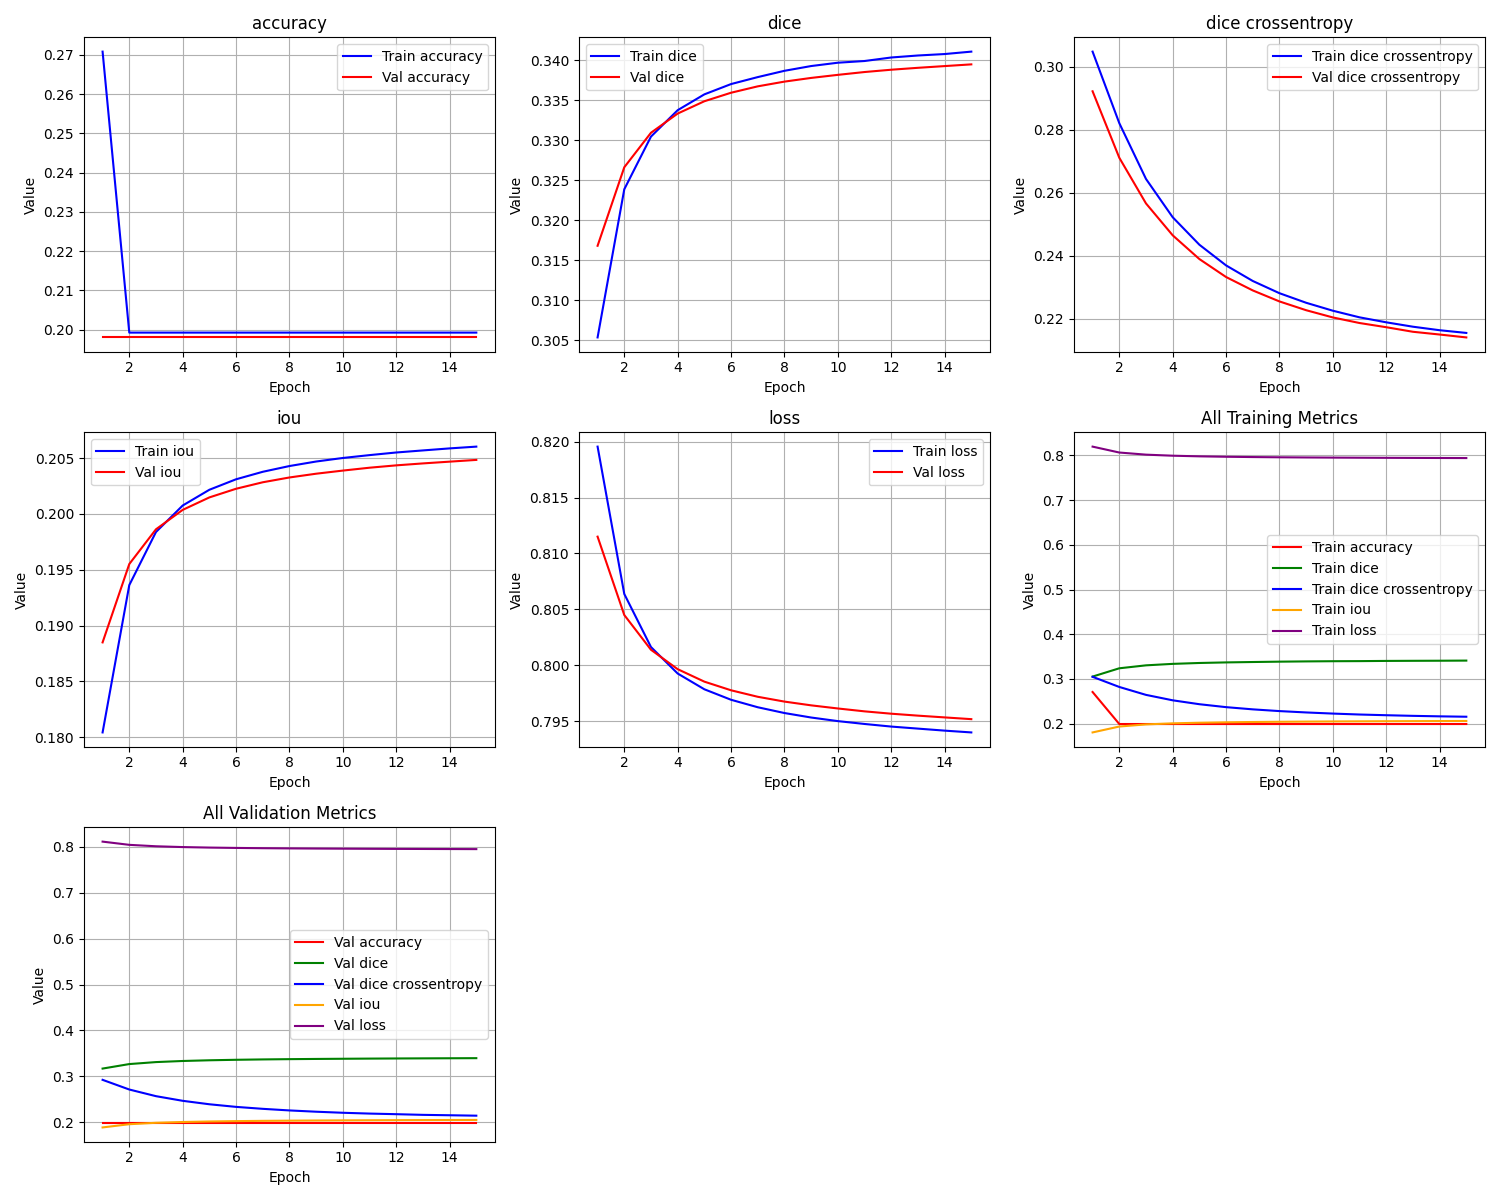 accuracy
0.27
0.26
0.25
0.24
0.23
0.22
0.21
0.20
Value
Train accuracy
Val accuracy
2 4 6 8 10 12 14
Epoch
dice
0.340
0.335
0.330
0.325
0.320
0.315
0.310
0.305
Value
Train dice
Val dice
2 4 6 8 10 12 14
Epoch
dice crossentropy
0.30
0.28
0.26
0.24
0.22
Value
Train dice crossentropy
Val dice crossentropy
2 4 6 8 10 12 14
Epoch
iou
0.205
0.200
0.195
0.190
0.185
0.180
Value
Train iou
Val iou
2 4 6 8 10 12 14
Epoch
loss
0.820
0.815
0.810
0.805
0.800
0.795
Value
Train loss
Val loss
2 4 6 8 10 12 14
Epoch
All Training Metrics
0.8
0.7
0.6
0.5
0.4
0.3
0.2
Value
Train accuracy
Train dice
Train dice crossentropy
Train iou
Train loss
2 4 6 8 10 12 14
Epoch
All Validation Metrics
0.8
0.7
0.6
0.5
0.4
0.3
0.2
Value
Val accuracy
Val dice
Val dice crossentropy
Val iou
Val loss
2 4 6 8 10 12 14
Epoch